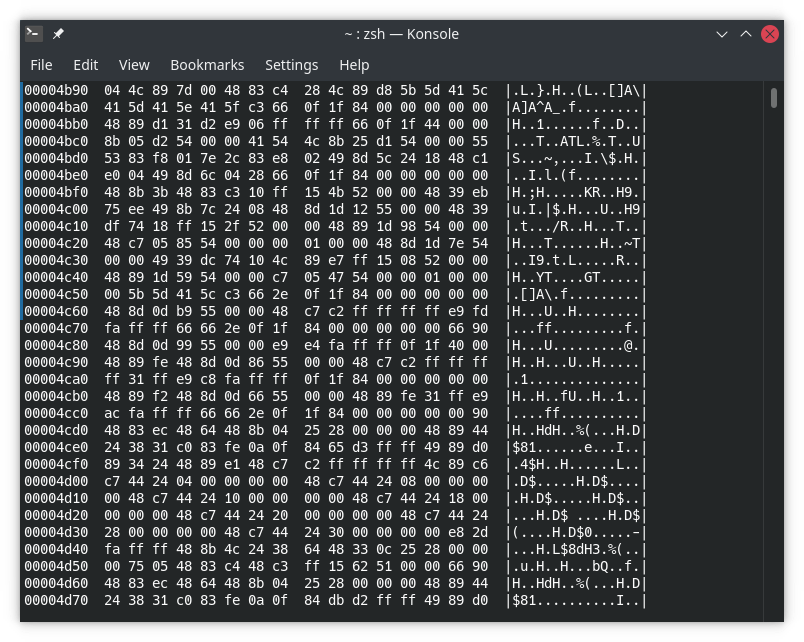 ~ : zsh — Konsole
File Edit View Bookmarks Settings Help
00004b90  04 4c 89 7d 00 48 83 c4  28 4c 89 d8 5b 5d 41 5c  |.L.}.H..(L..[]A\|
00004ba0  41 5d 41 5e 41 5f c3 66  0f 1f 84 00 00 00 00 00  |A]A^A_.f........|
00004bb0  48 89 d1 31 d2 e9 06 ff  ff ff 66 0f 1f 44 00 00  |H..1......f..D..|
00004bc0  8b 05 d2 54 00 00 41 54  4c 8b 25 d1 54 00 00 55  |...T..ATL.%.T..U|
00004bd0  53 83 f8 01 7e 2c 83 e8  02 49 8d 5c 24 18 48 c1  |S...~,...I.\$.H.|
00004be0  e0 04 49 8d 6c 04 28 66  0f 1f 84 00 00 00 00 00  |..I.l.(f........|
00004bf0  48 8b 3b 48 83 c3 10 ff  15 4b 52 00 00 48 39 eb  |H.;H.....KR..H9.|
00004c00  75 ee 49 8b 7c 24 08 48  8d 1d 12 55 00 00 48 39  |u.I.|$.H...U..H9|
00004c10  df 74 18 ff 15 2f 52 00  00 00 48 89 1d 98 54 00 00  |.t.../R..H...T..|
00004c20  48 c7 05 85 54 00 00 00  01 00 00 48 8d 1d 7e 54  |H...T......H..~T|
00004c30  00 00 49 39 dc 74 10 4c  89 e7 ff 15 08 52 00 00  |..I9.t.L.....R..|
00004c40  48 89 1d 59 54 00 00 c7  05 47 54 00 00 01 00 00  |H..YT....GT.....|
00004c50  00 5b 5d 41 5c c3 66 2e  0f 1f 84 00 00 00 00 00  |.[]A\.f.........|
00004c60  48 8d 0d b9 55 00 00 48  c7 c2 ff ff ff ff e9 fd  |H...U..H........|
00004c70  fa ff ff 66 66 2e 0f 1f  84 00 00 00 00 00 66 90  |...ff.........f.|
00004c80  48 8d 0d 99 55 00 00 e9  e4 fa ff ff 0f 1f 40 00  |H...U.........@.|
00004c90  48 89 fe 48 8d 0d 86 55  00 00 48 c7 c2 ff ff ff  |H..H...U..H.....|
00004ca0  ff 31 ff e9 c8 fa ff ff  0f 1f 84 00 00 00 00 00  |.1..............|
00004cb0  48 89 f2 48 8d 0d 66 55  00 00 48 89 fe 31 ff e9  |H..H..fU..H..1..|
00004cc0  ac fa ff ff 66 66 2e 0f  1f 84 00 00 00 00 00 90  |....ff..........|
00004cd0  48 83 ec 48 64 48 8b 04  25 28 00 00 00 48 89 44  |H..HdH..%(...H.D|
00004ce0  24 38 31 c0 83 fe 0a 0f  84 65 d3 ff ff 49 89 d0  |$81......e...I..|
00004cf0  89 34 24 48 89 e1 48 c7  c2 ff ff ff ff 4c 89 c6  |.4$H..H......L..|
00004d00  c7 44 24 04 00 00 00 00  48 c7 44 24 08 00 00 00  |.D$.....H.D$....|
00004d10  00 48 c7 44 24 10 00 00  00 00 48 c7 44 24 18 00  |.H.D$.....H.D$..|
00004d20  00 00 00 48 c7 44 24 20  00 00 00 00 48 c7 44 24  |...H.D$ ....H.D$|
00004d30  28 00 00 00 00 48 c7 44  24 30 00 00 00 00 e8 2d  |(....H.D$0.....-|
00004d40  fa ff ff 48 8b 4c 24 38  64 48 33 0c 25 28 00 00  |...H.L$8dH3.%(..|
00004d50  00 75 05 48 83 c4 48 c3  ff 15 62 51 00 00 66 90  |.u.H..H...bQ..f.|
00004d60  48 83 ec 48 64 48 8b 04  25 28 00 00 00 48 89 44  |H..HdH..%(...H.D|
00004d70  24 38 31 c0 83 fe 0a 0f  84 db d2 ff ff 49 89 d0  |$81..........I..|